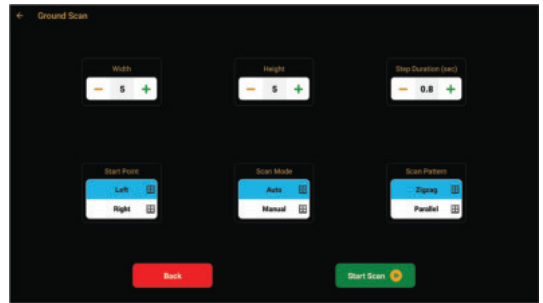 Ground Scan
Width Height Step Duration (sec)
− 5 + − 5 + − 0.8 +
Start Point Scan Mode Scan Pattern
Left Auto Zigzag
Right Manual Parallel
Back Start Scan